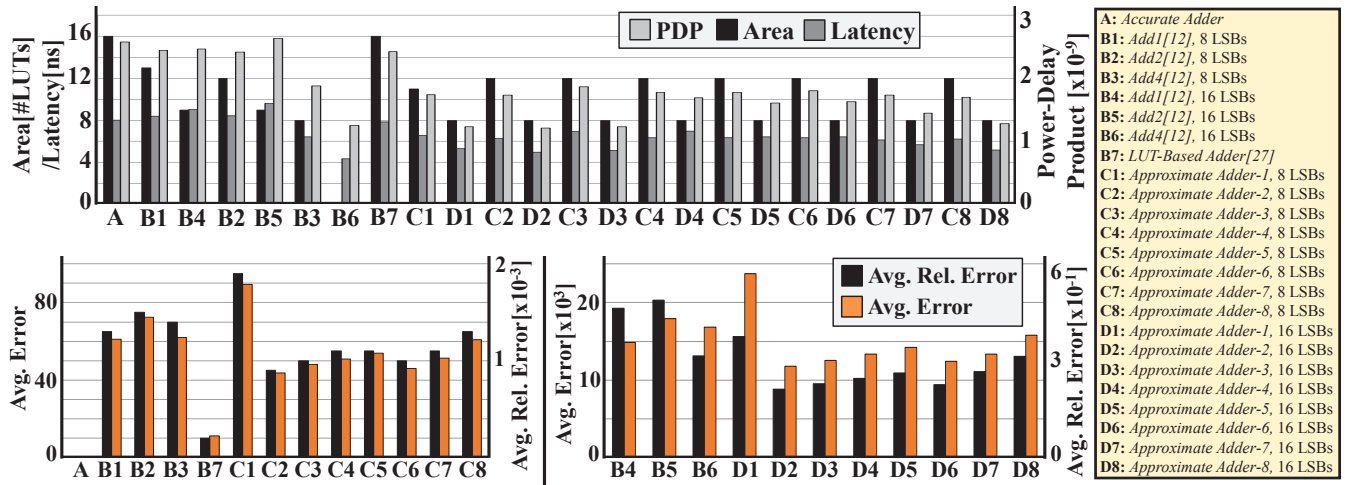 Area[#LUTs]
/Latency[ns]
16
12
8
4
0
PDP Area Latency
3
2
1
0
Power-Delay
Product [x10-9]
A B1 B4 B2 B5 B3 B6 B7 C1 D1 C2 D2 C3 D3 C4 D4 C5 D5 C6 D6 C7 D7 C8 D8
Avg. Error
80
40
0
2
1
Avg. Rel. Error[x10-3]
A B1 B2 B3 B7 C1 C2 C3 C4 C5 C6 C7 C8
Avg. Error[x103]
20
10
0
Avg. Rel. Error
Avg. Error
6
3
0
Avg. Rel. Error[x10-1]
B4 B5 B6 D1 D2 D3 D4 D5 D6 D7 D8
A: Accurate Adder
B1: Add1[12], 8 LSBs
B2: Add2[12], 8 LSBs
B3: Add4[12], 8 LSBs
B4: Add1[12], 16 LSBs
B5: Add2[12], 16 LSBs
B6: Add4[12], 16 LSBs
B7: LUT-Based Adder[27]
C1: Approximate Adder-1, 8 LSBs
C2: Approximate Adder-2, 8 LSBs
C3: Approximate Adder-3, 8 LSBs
C4: Approximate Adder-4, 8 LSBs
C5: Approximate Adder-5, 8 LSBs
C6: Approximate Adder-6, 8 LSBs
C7: Approximate Adder-7, 8 LSBs
C8: Approximate Adder-8, 8 LSBs
D1: Approximate Adder-1, 16 LSBs
D2: Approximate Adder-2, 16 LSBs
D3: Approximate Adder-3, 16 LSBs
D4: Approximate Adder-4, 16 LSBs
D5: Approximate Adder-5, 16 LSBs
D6: Approximate Adder-6, 16 LSBs
D7: Approximate Adder-7, 16 LSBs
D8: Approximate Adder-8, 16 LSBs